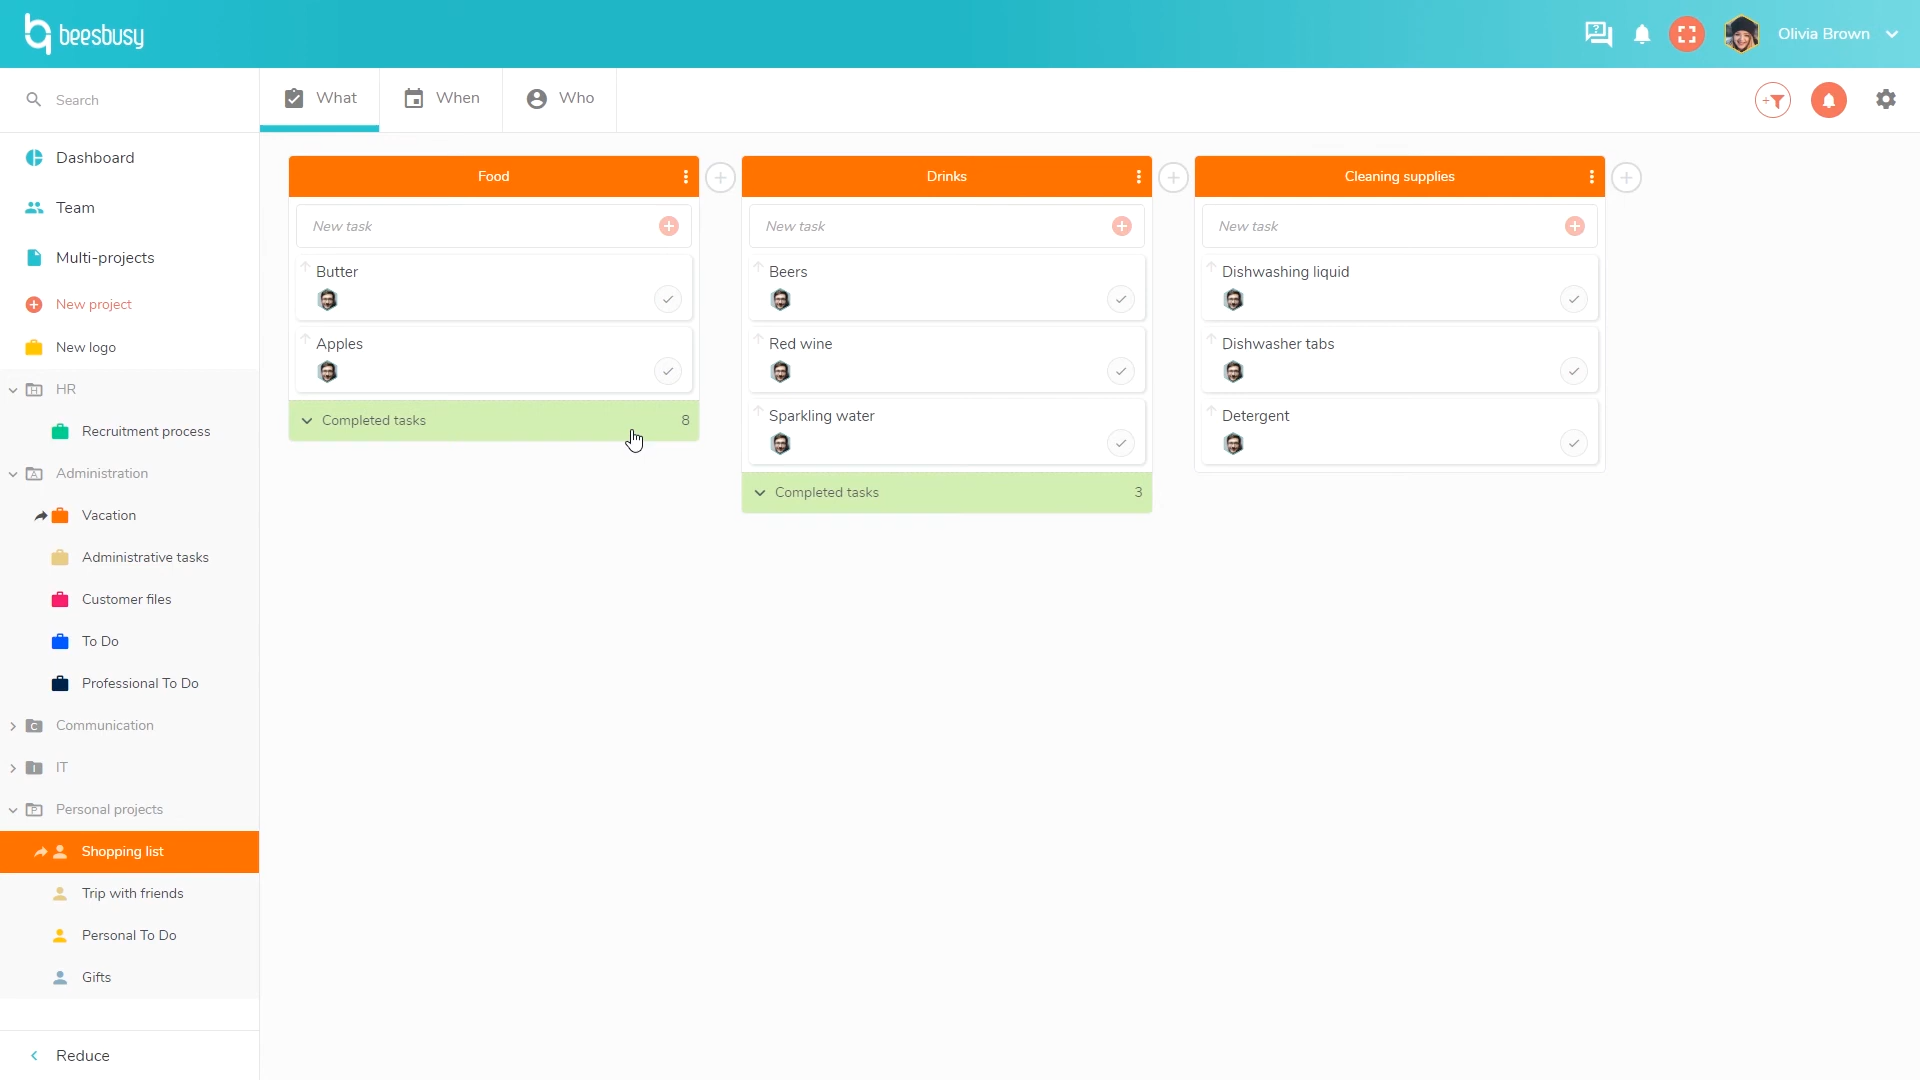 beesbusy
Olivia Brown
Search
What
When
Who
Dashboard
Team
Multi-projects
New project
New logo
HR
Recruitment process
Administration
Vacation
Administrative tasks
Customer files
To Do
Professional To Do
Communication
IT
Personal projects
Shopping list
Trip with friends
Personal To Do
Gifts
Reduce
Food
New task
Butter
Apples
Completed tasks 8
Drinks
New task
Beers
Red wine
Sparkling water
Completed tasks 3
Cleaning supplies
New task
Dishwashing liquid
Dishwasher tabs
Detergent